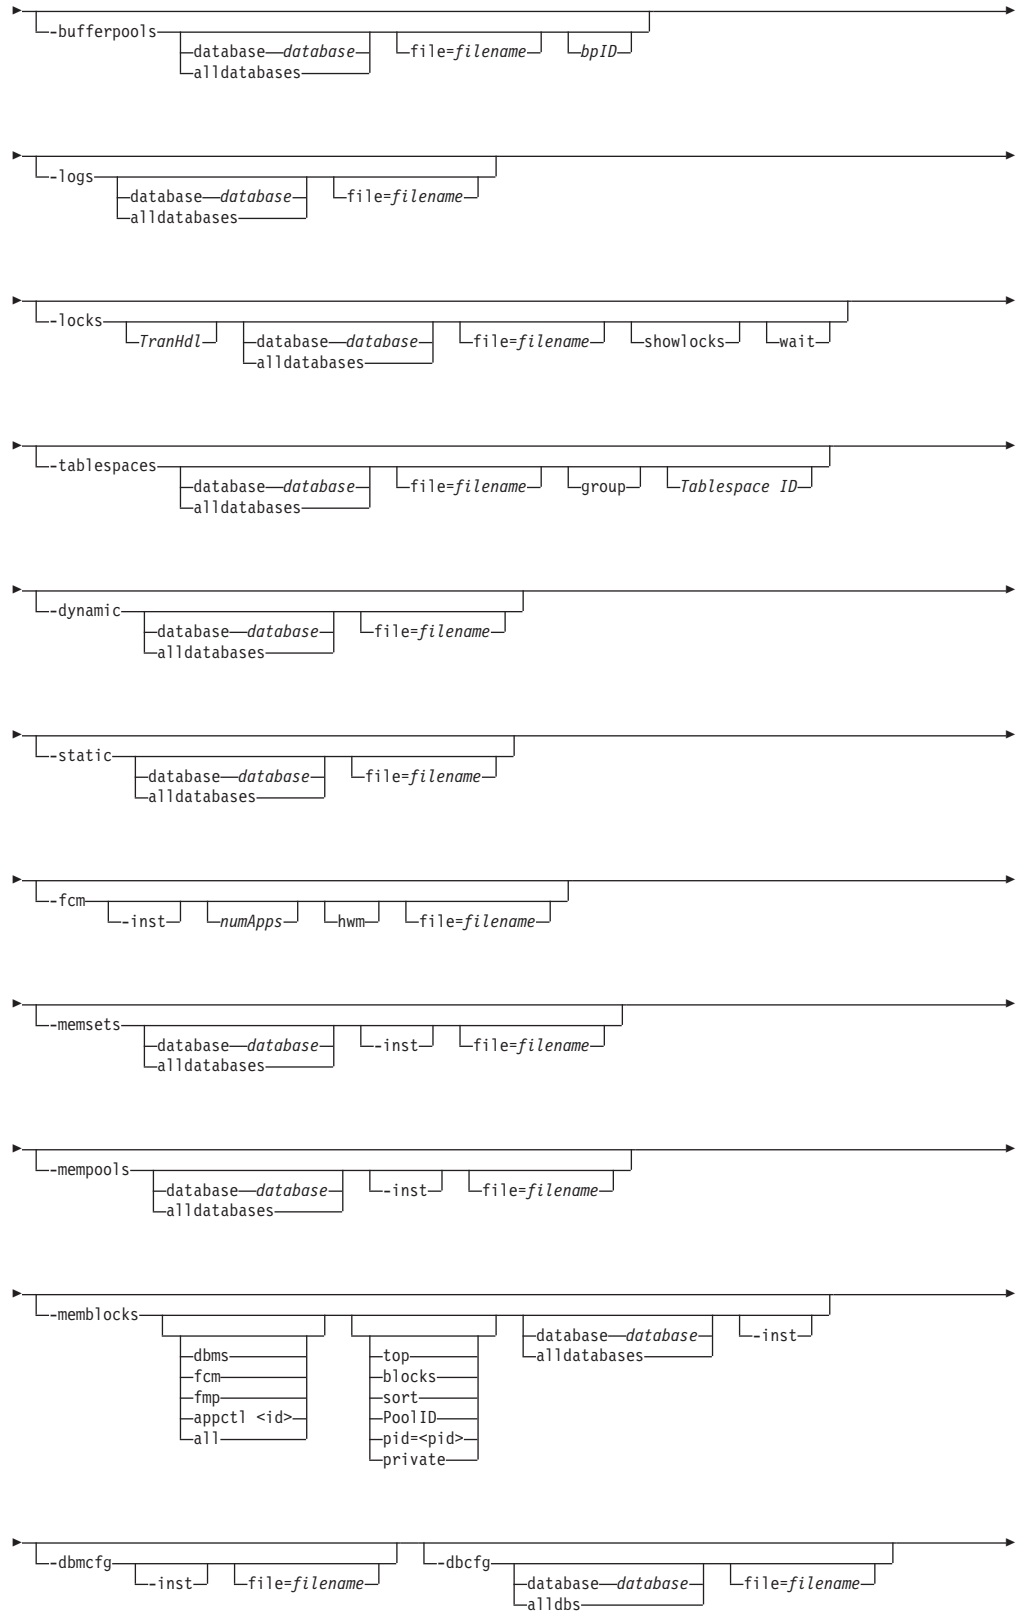 -bufferpools
database database file=filename bpID
alldatabases
-logs
database database file=filename
alldatabases
-locks
TranHdl database database file=filename showlocks wait
alldatabases
-tablespaces
database database file=filename group Tablespace ID
alldatabases
-dynamic
database database file=filename
alldatabases
-static
database database file=filename
alldatabases
-fcm
-inst numApps hwm file=filename
-memsets
database database -inst file=filename
alldatabases
-mempools
database database -inst file=filename
alldatabases
-memblocks
database database -inst
dbms top alldatabases
fcm blocks
fmp sort
appctl <id> PoolID
all pid=<pid>
private
-dbmcfg -dbcfg
-inst file=filename database database file=filename
alldbs